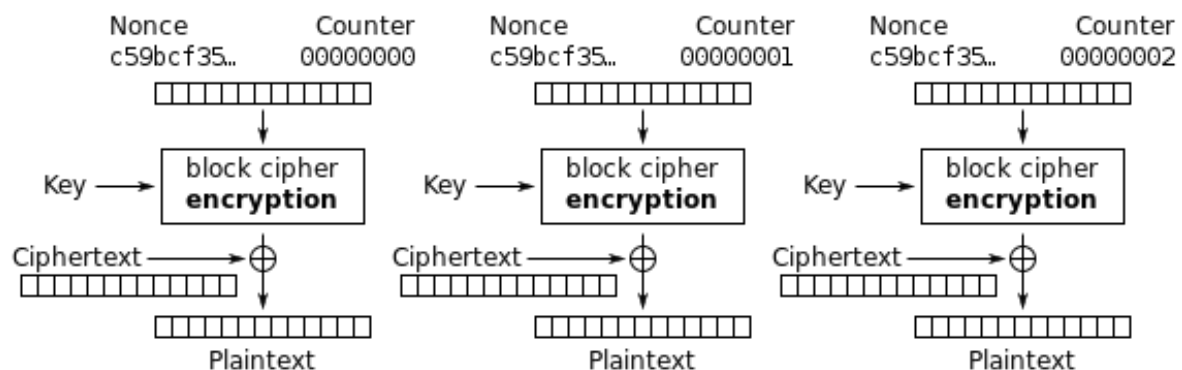 Nonce Counter Nonce Counter Nonce Counter
c59bcf35… 00000000 c59bcf35… 00000001 c59bcf35… 00000002
block cipher block cipher block cipher
Key encryption Key encryption Key encryption
Ciphertext Ciphertext Ciphertext
Plaintext Plaintext Plaintext